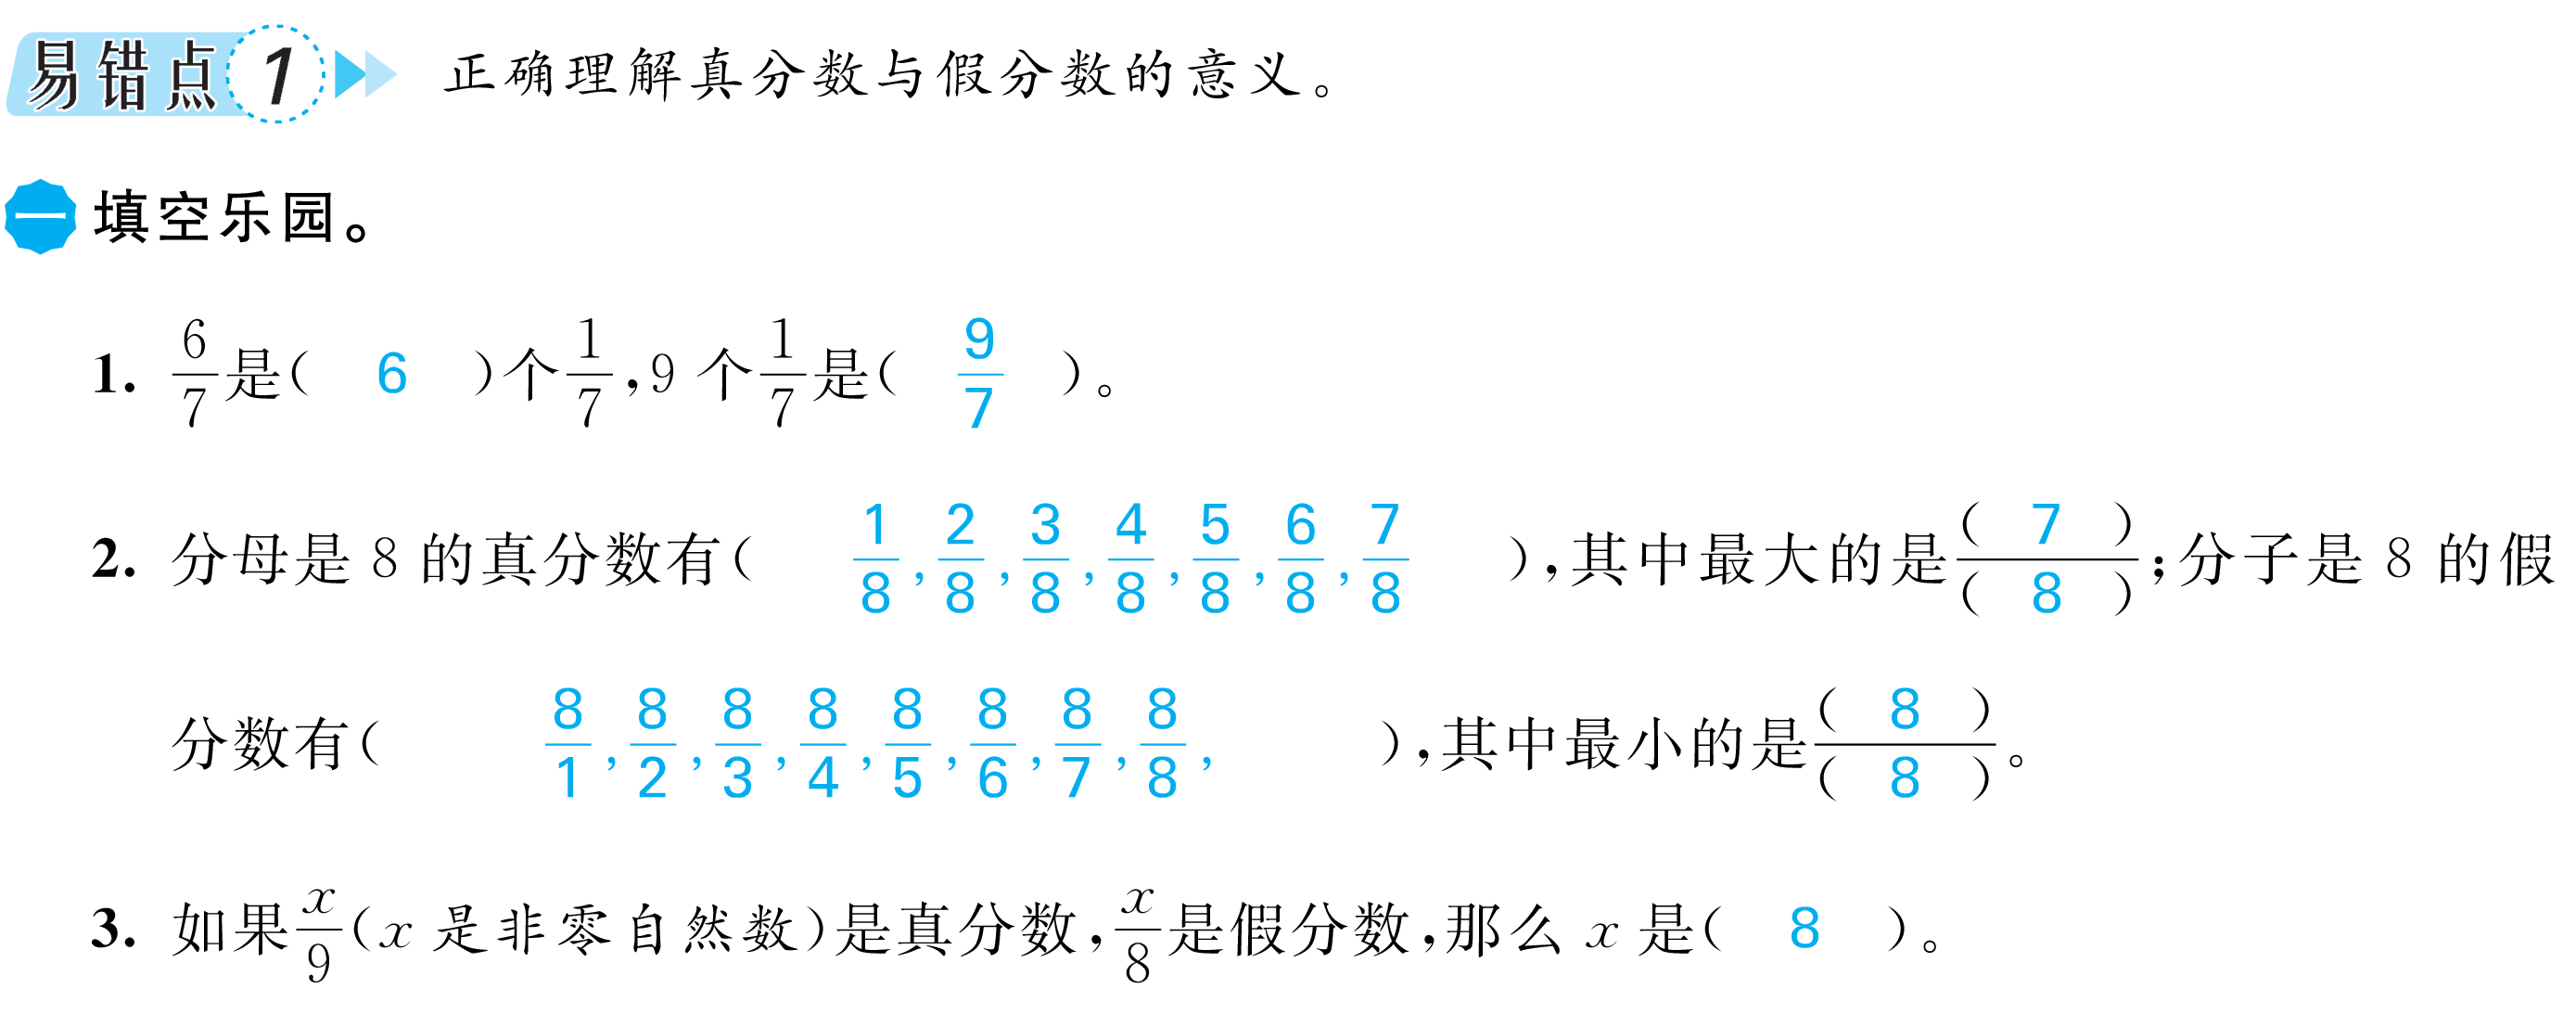 易错点1 正确理解真分数与假分数的意义。
一 填空乐园。
1. 6/7是( 6 )个1/7,9 个1/7是( 9/7 )。
2. 分母是 8 的真分数有( 1/8,2/8,3/8,4/8,5/8,6/8,7/8 ),其中最大的是( 7 )/( 8 );分子是 8 的假
分数有( 8/1,8/2,8/3,8/4,8/5,8/6,8/7,8/8, ),其中最小的是( 8 )/( 8 )。
3. 如果x/9(x 是非零自然数)是真分数,x/8是假分数,那么 x 是( 8 )。